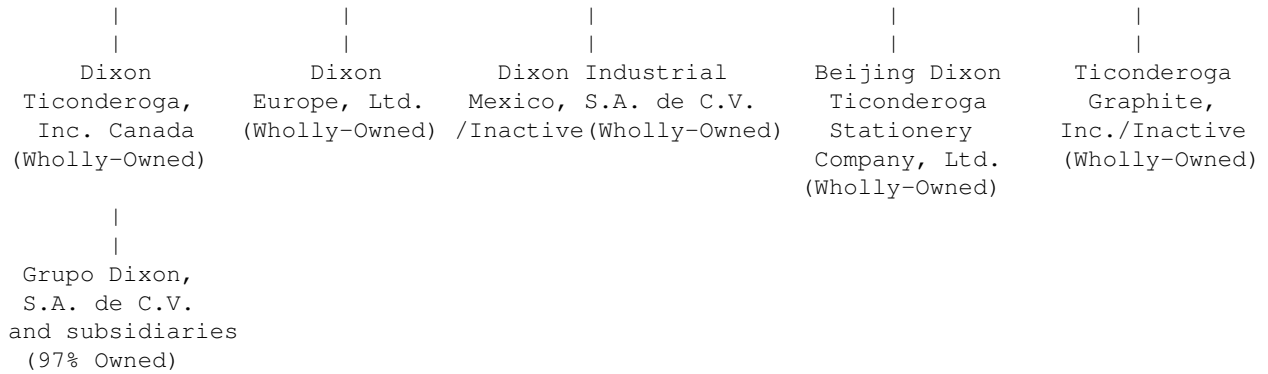 Dixon Dixon Dixon Industrial Beijing Dixon Ticonderoga
Ticonderoga, Europe, Ltd. Mexico, S.A. de C.V. Ticonderoga Graphite,
Inc. Canada (Wholly-Owned) /Inactive(Wholly-Owned) Stationery Inc./Inactive
(Wholly-Owned) Company, Ltd. (Wholly-Owned)
(Wholly-Owned)
Grupo Dixon,
S.A. de C.V.
and subsidiaries
(97% Owned)